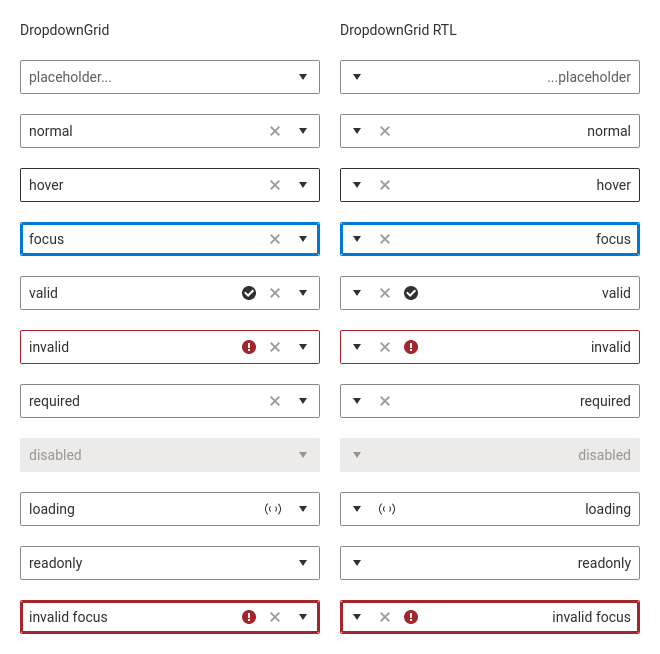 DropdownGrid
DropdownGrid RTL
placeholder...
...placeholder
normal
normal
hover
hover
focus
focus
valid
valid
invalid
invalid
required
required
disabled
disabled
loading
loading
readonly
readonly
invalid focus
invalid focus